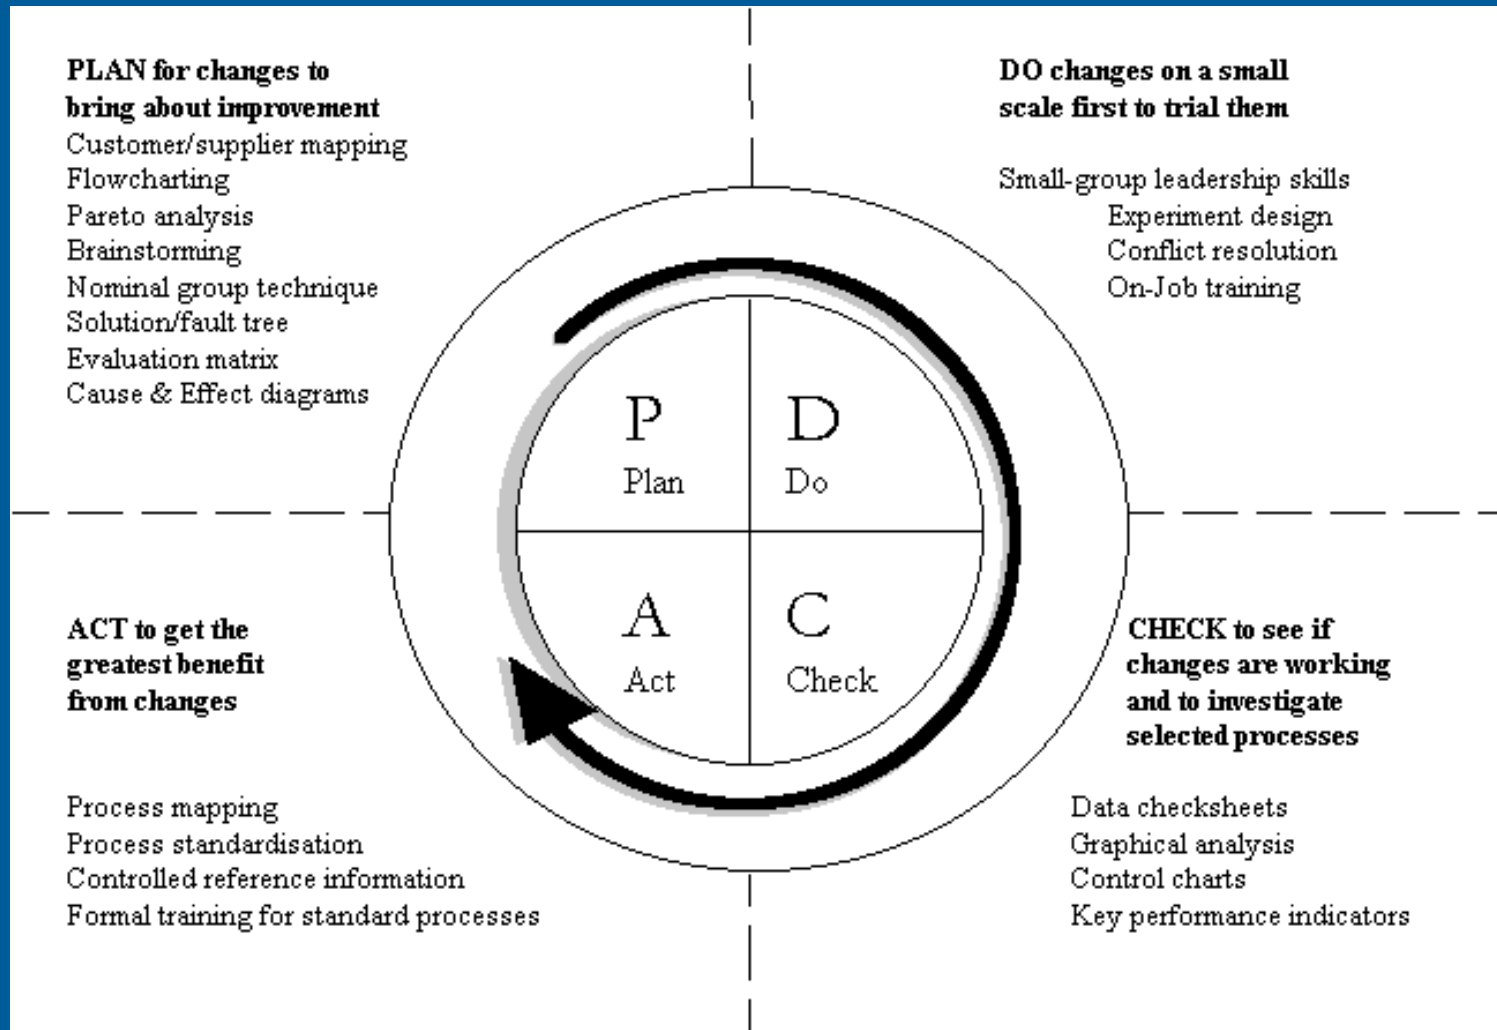 PLAN for changes to
bring about improvement
Customer/supplier mapping
Flowcharting
Pareto analysis
Brainstorming
Nominal group technique
Solution/fault tree
Evaluation matrix
Cause & Effect diagrams
DO changes on a small
scale first to trial them
Small-group leadership skills
Experiment design
Conflict resolution
On-Job training
P
Plan
D
Do
A
Act
C
Check
ACT to get the
greatest benefit
from changes
Process mapping
Process standardisation
Controlled reference information
Formal training for standard processes
CHECK to see if
changes are working
and to investigate
selected processes
Data checksheets
Graphical analysis
Control charts
Key performance indicators